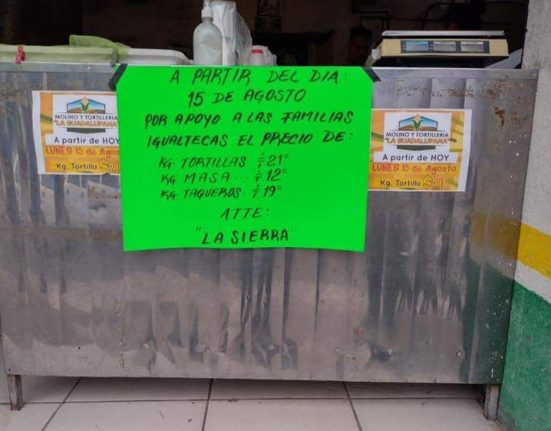 A PARTIR DEL DIA:
15 DE AGOSTO
POR APOYO A LAS FAMILIAS
IGUALTECAS EL PRECIO DE:
KG TORTILLAS $21°
KG MASA... $12°
KG TAQUEROS $19°
ATTE:
"LA SIERRA"
MOLINO Y TORTILLERIA
"LA GUADALUPANA"
A partir de HOY
LUNES 15 de Agosto
Kg. Tortilla $21
MOLINO Y TORTILLERIA
"LA GUADALUPANA"
A partir de HOY
LUNES 15 de Agosto
Kg. Tortilla $21